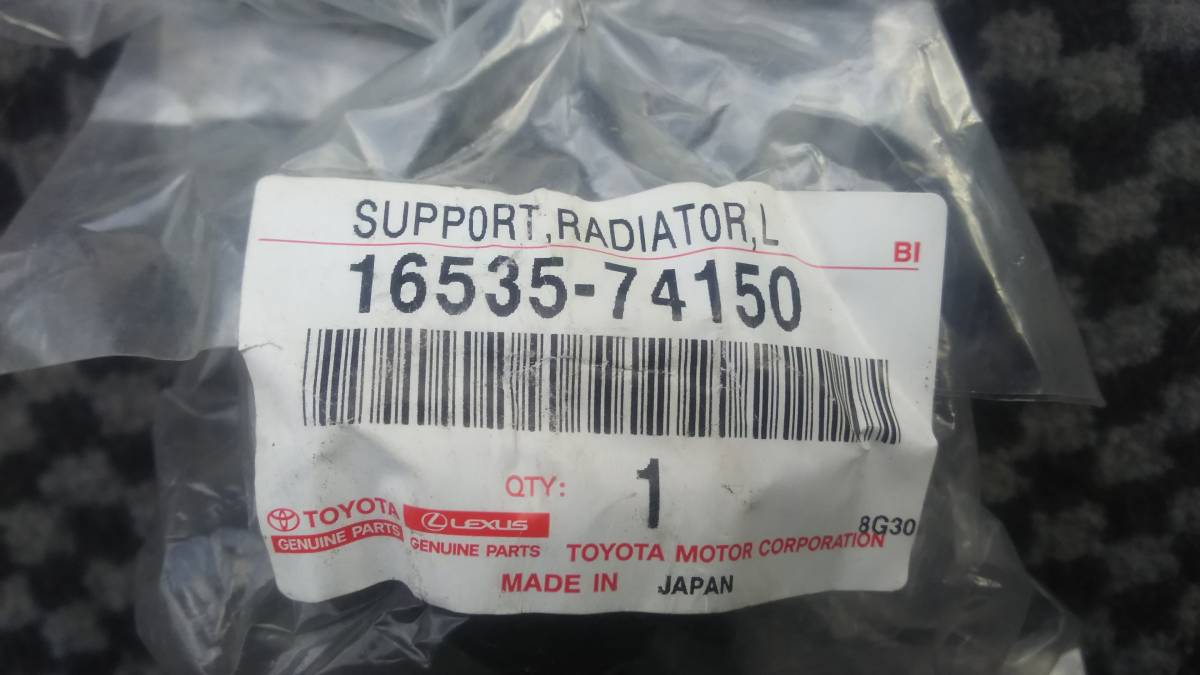 SUPPORT,RADIATOR,L
BI
16535-74150
QTY: 1
8G30
TOYOTA LEXUS
GENUINE PARTS GENUINE PARTS TOYOTA MOTOR CORPORATION
MADE IN JAPAN